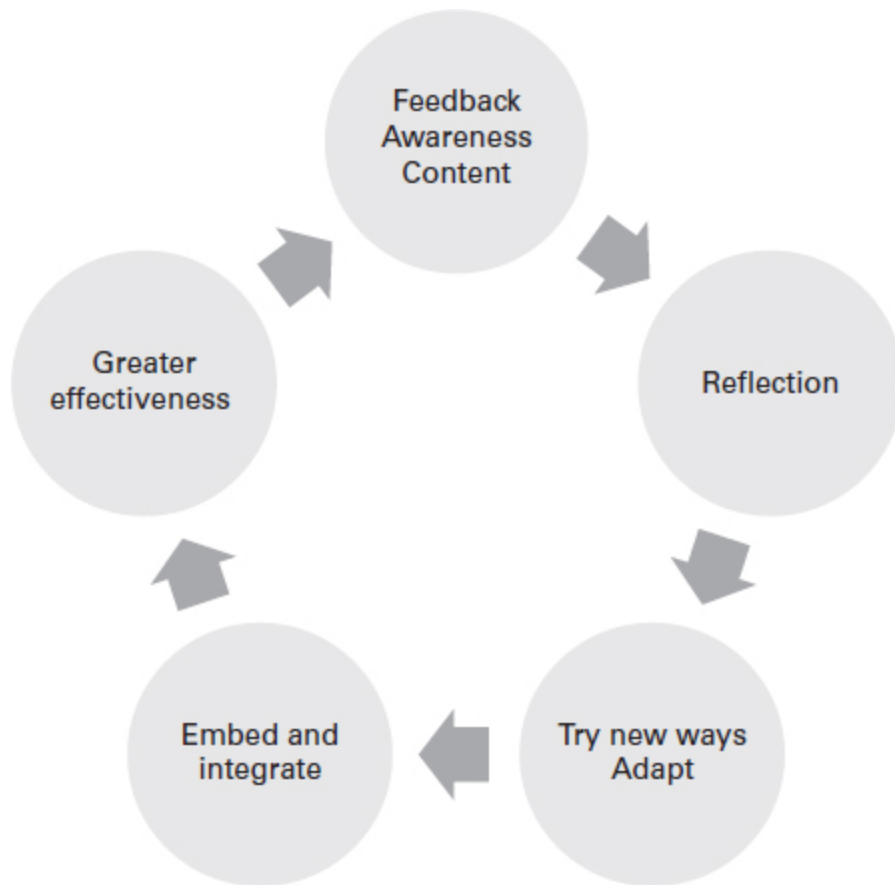 Feedback
Awareness
Content
Reflection
Try new ways
Adapt
Embed and
integrate
Greater
effectiveness